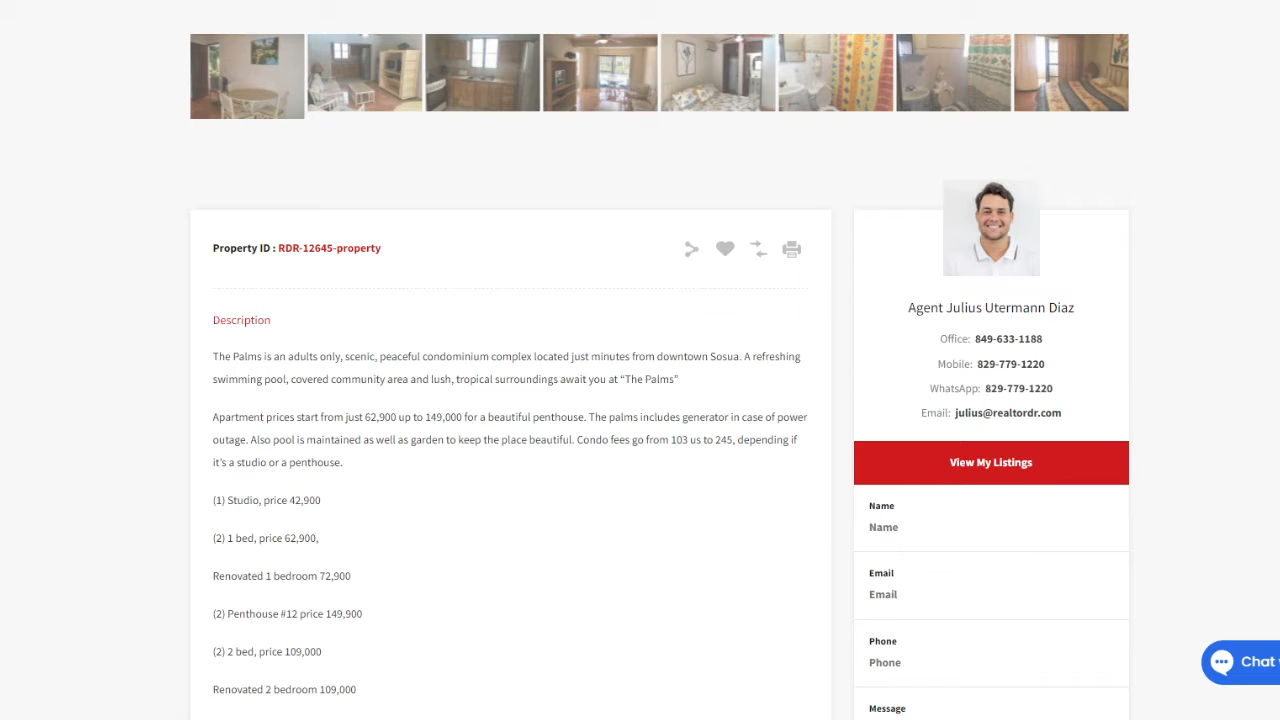 Property ID : RDR-12645-property
Description
The Palms is an adults only, scenic, peaceful condominium complex located just minutes from downtown Sosua. A refreshing
swimming pool, covered community area and lush, tropical surroundings await you at “The Palms”
Apartment prices start from just 62,900 up to 149,000 for a beautiful penthouse. The palms includes generator in case of power
outage. Also pool is maintained as well as garden to keep the place beautiful. Condo fees go from 103 us to 245, depending if
it’s a studio or a penthouse.
(1) Studio, price 42,900
(2) 1 bed, price 62,900,
Renovated 1 bedroom 72,900
(2) Penthouse #12 price 149,900
(2) 2 bed, price 109,000
Renovated 2 bedroom 109,000
Agent Julius Utermann Diaz
Office: 849-633-1188
Mobile: 829-779-1220
WhatsApp: 829-779-1220
Email: julius@realtordr.com
View My Listings
Name
Name
Email
Email
Phone
Phone
Message
Chat